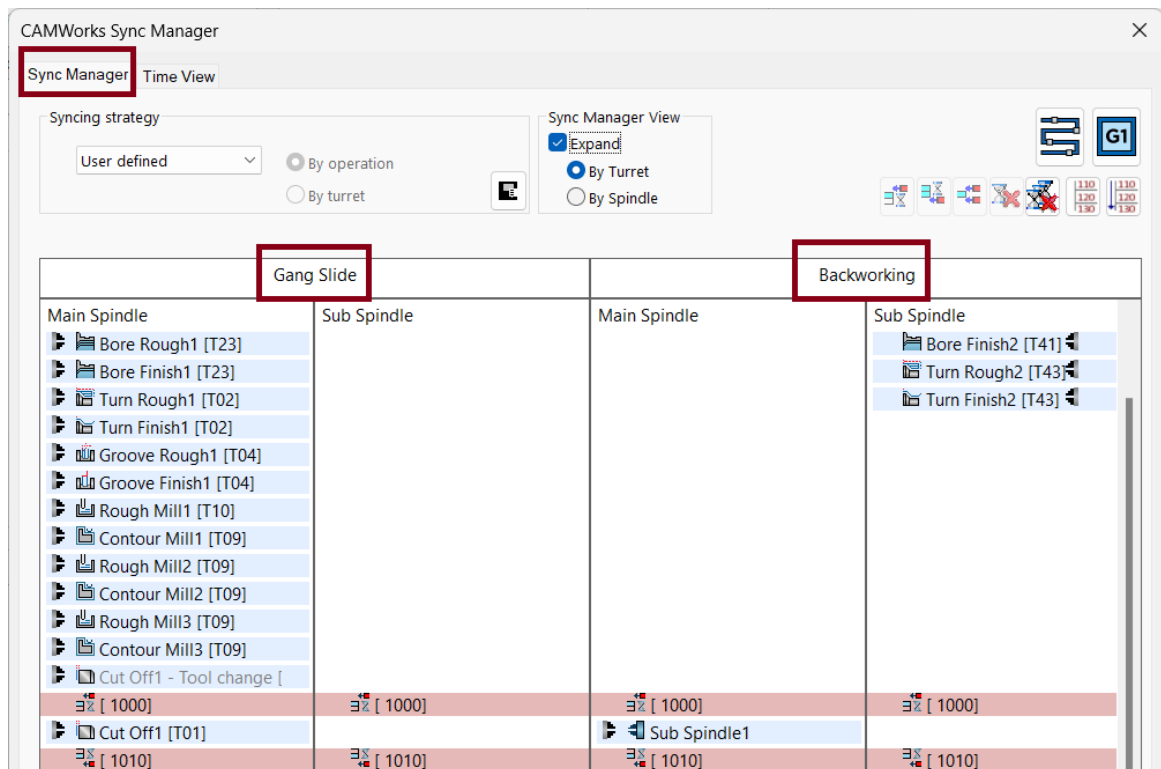 CAMWorks Sync Manager
Sync Manager Time View
Syncing strategy
User defined
By operation
By turret
Sync Manager View
Expand
By Turret
By Spindle
G1
110
120
130
110
120
130
Gang Slide Backworking
Main Spindle Sub Spindle Main Spindle Sub Spindle
Bore Rough1 [T23] Bore Finish2 [T41]
Bore Finish1 [T23] Turn Rough2 [T43]
Turn Rough1 [T02] Turn Finish2 [T43]
Turn Finish1 [T02]
Groove Rough1 [T04]
Groove Finish1 [T04]
Rough Mill1 [T10]
Contour Mill1 [T09]
Rough Mill2 [T09]
Contour Mill2 [T09]
Rough Mill3 [T09]
Contour Mill3 [T09]
Cut Off1 - Tool change [
[ 1000] [ 1000] [ 1000] [ 1000]
Cut Off1 [T01] Sub Spindle1
[ 1010] [ 1010] [ 1010] [ 1010]